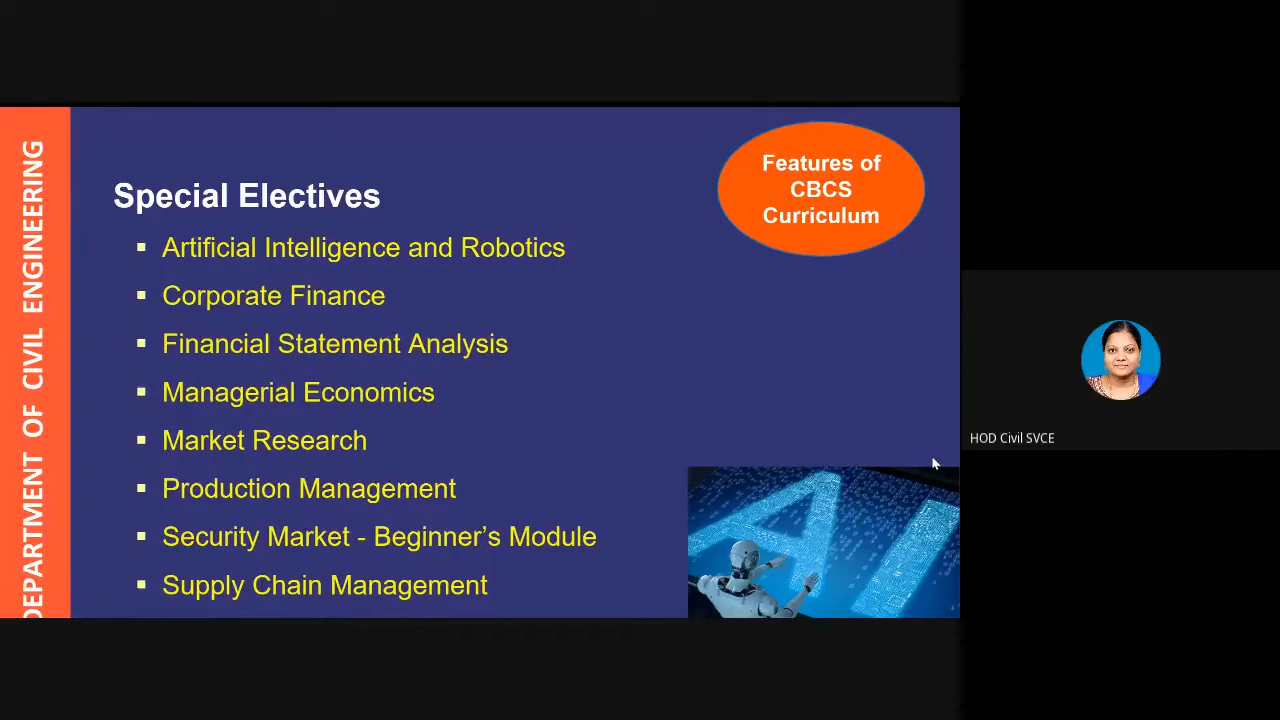 DEPARTMENT OF CIVIL ENGINEERING
Features of
CBCS
Curriculum
Special Electives
▪ Artificial Intelligence and Robotics
▪ Corporate Finance
▪ Financial Statement Analysis
▪ Managerial Economics
▪ Market Research
▪ Production Management
▪ Security Market - Beginner’s Module
▪ Supply Chain Management
AI
HOD Civil SVCE